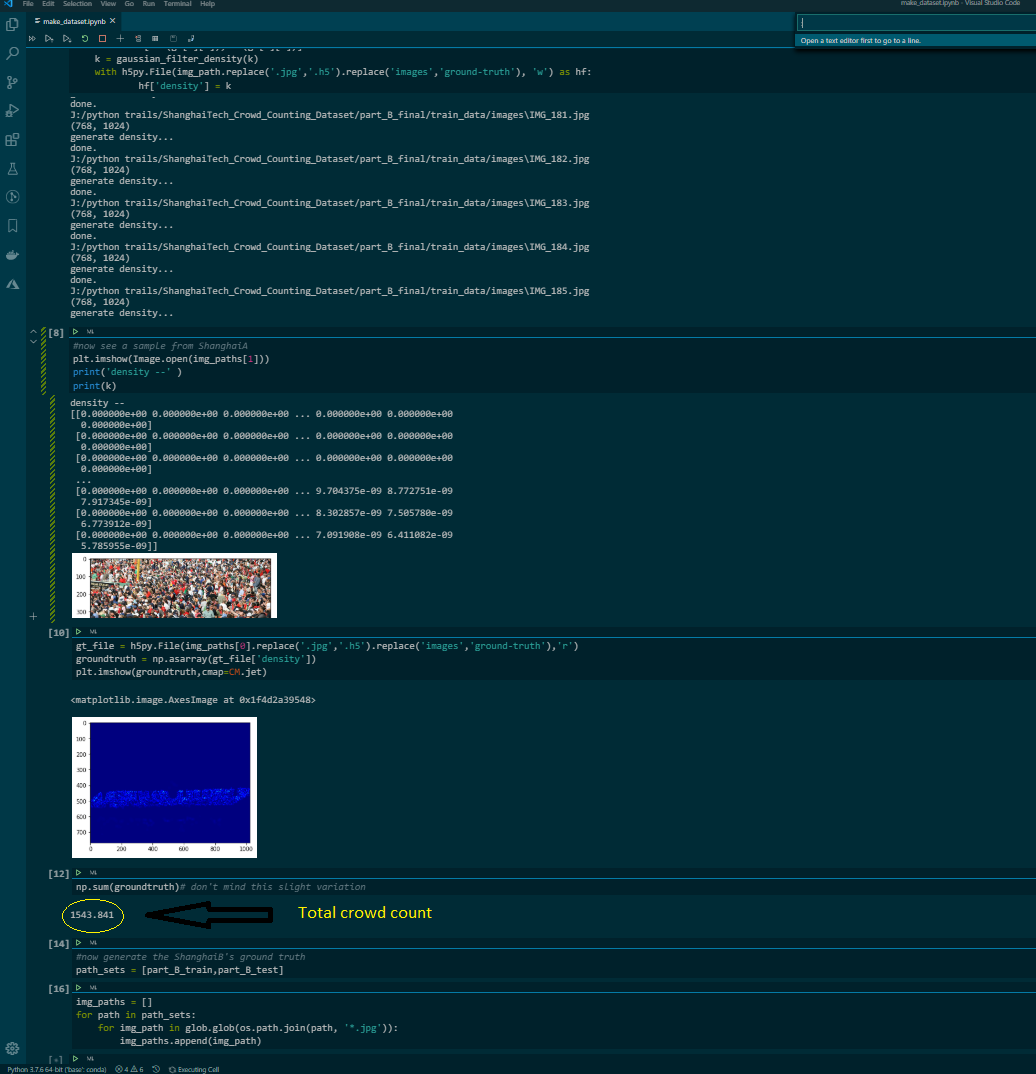 File Edit Selection View Go Run Terminal Help
make_dataset.ipynb - Visual Studio Code
make_dataset.ipynb
Open a text editor first to go to a line.
k = gaussian_filter_density(k)
with h5py.File(img_path.replace('.jpg','.h5').replace('images','ground-truth'), 'w') as hf:
hf['density'] = k
done.
J:/python trails/ShanghaiTech_Crowd_Counting_Dataset/part_B_final/train_data/images\IMG_181.jpg
(768, 1024)
generate density...
done.
J:/python trails/ShanghaiTech_Crowd_Counting_Dataset/part_B_final/train_data/images\IMG_182.jpg
(768, 1024)
generate density...
done.
J:/python trails/ShanghaiTech_Crowd_Counting_Dataset/part_B_final/train_data/images\IMG_183.jpg
(768, 1024)
generate density...
done.
J:/python trails/ShanghaiTech_Crowd_Counting_Dataset/part_B_final/train_data/images\IMG_184.jpg
(768, 1024)
generate density...
done.
J:/python trails/ShanghaiTech_Crowd_Counting_Dataset/part_B_final/train_data/images\IMG_185.jpg
(768, 1024)
generate density...
[8]
#now see a sample from ShanghaiA
plt.imshow(Image.open(img_paths[1]))
print('density --' )
print(k)
density --
[[0.000000e+00 0.000000e+00 0.000000e+00 ... 0.000000e+00 0.000000e+00
0.000000e+00]
[0.000000e+00 0.000000e+00 0.000000e+00 ... 0.000000e+00 0.000000e+00
0.000000e+00]
[0.000000e+00 0.000000e+00 0.000000e+00 ... 0.000000e+00 0.000000e+00
0.000000e+00]
...
[0.000000e+00 0.000000e+00 0.000000e+00 ... 9.704375e-09 8.772751e-09
7.917345e-09]
[0.000000e+00 0.000000e+00 0.000000e+00 ... 8.302857e-09 7.505780e-09
6.773912e-09]
[0.000000e+00 0.000000e+00 0.000000e+00 ... 7.091908e-09 6.411082e-09
5.785955e-09]]
0
100
200
300
[10]
gt_file = h5py.File(img_paths[0].replace('.jpg','.h5').replace('images','ground-truth'),'r')
groundtruth = np.asarray(gt_file['density'])
plt.imshow(groundtruth,cmap=CM.jet)
<matplotlib.image.AxesImage at 0x1f4d2a39548>
0
100
200
300
400
500
600
700
0 200 400 600 800 1000
[12]
np.sum(groundtruth)# don't mind this slight variation
1543.841
Total crowd count
[14]
#now generate the ShanghaiB's ground truth
path_sets = [part_B_train,part_B_test]
[16]
img_paths = []
for path in path_sets:
for img_path in glob.glob(os.path.join(path, '*.jpg')):
img_paths.append(img_path)
[*]
Python 3.7.6 64-bit ('base': conda) 4 6 Executing Cell